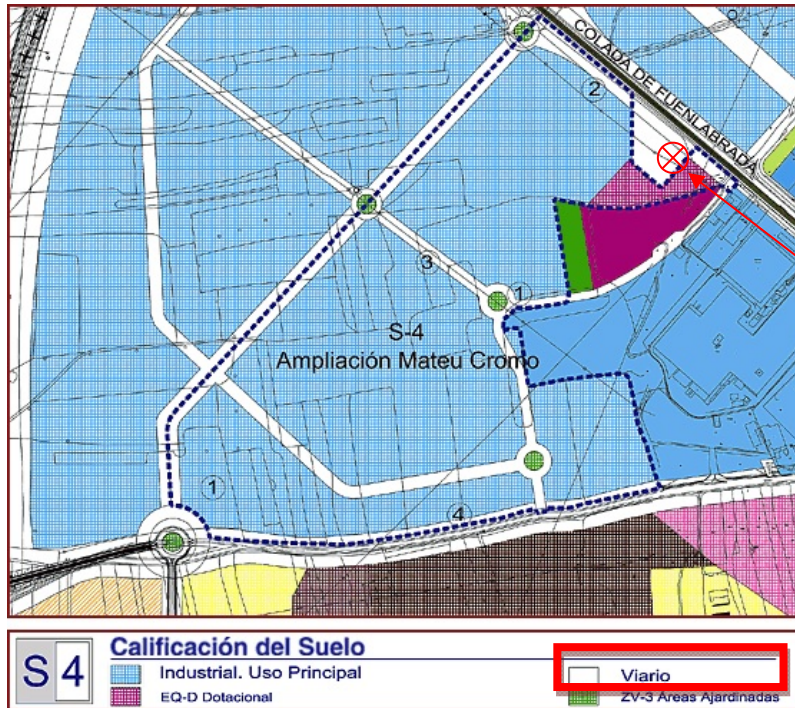 COLADA DE FUENLABRADA
2
3
1
S-4
Ampliación Mateu Cromo
1
4
S 4
Calificación del Suelo
Industrial. Uso Principal
Viario
EQ-D Dotacional
ZV-3 Areas Ajardinadas